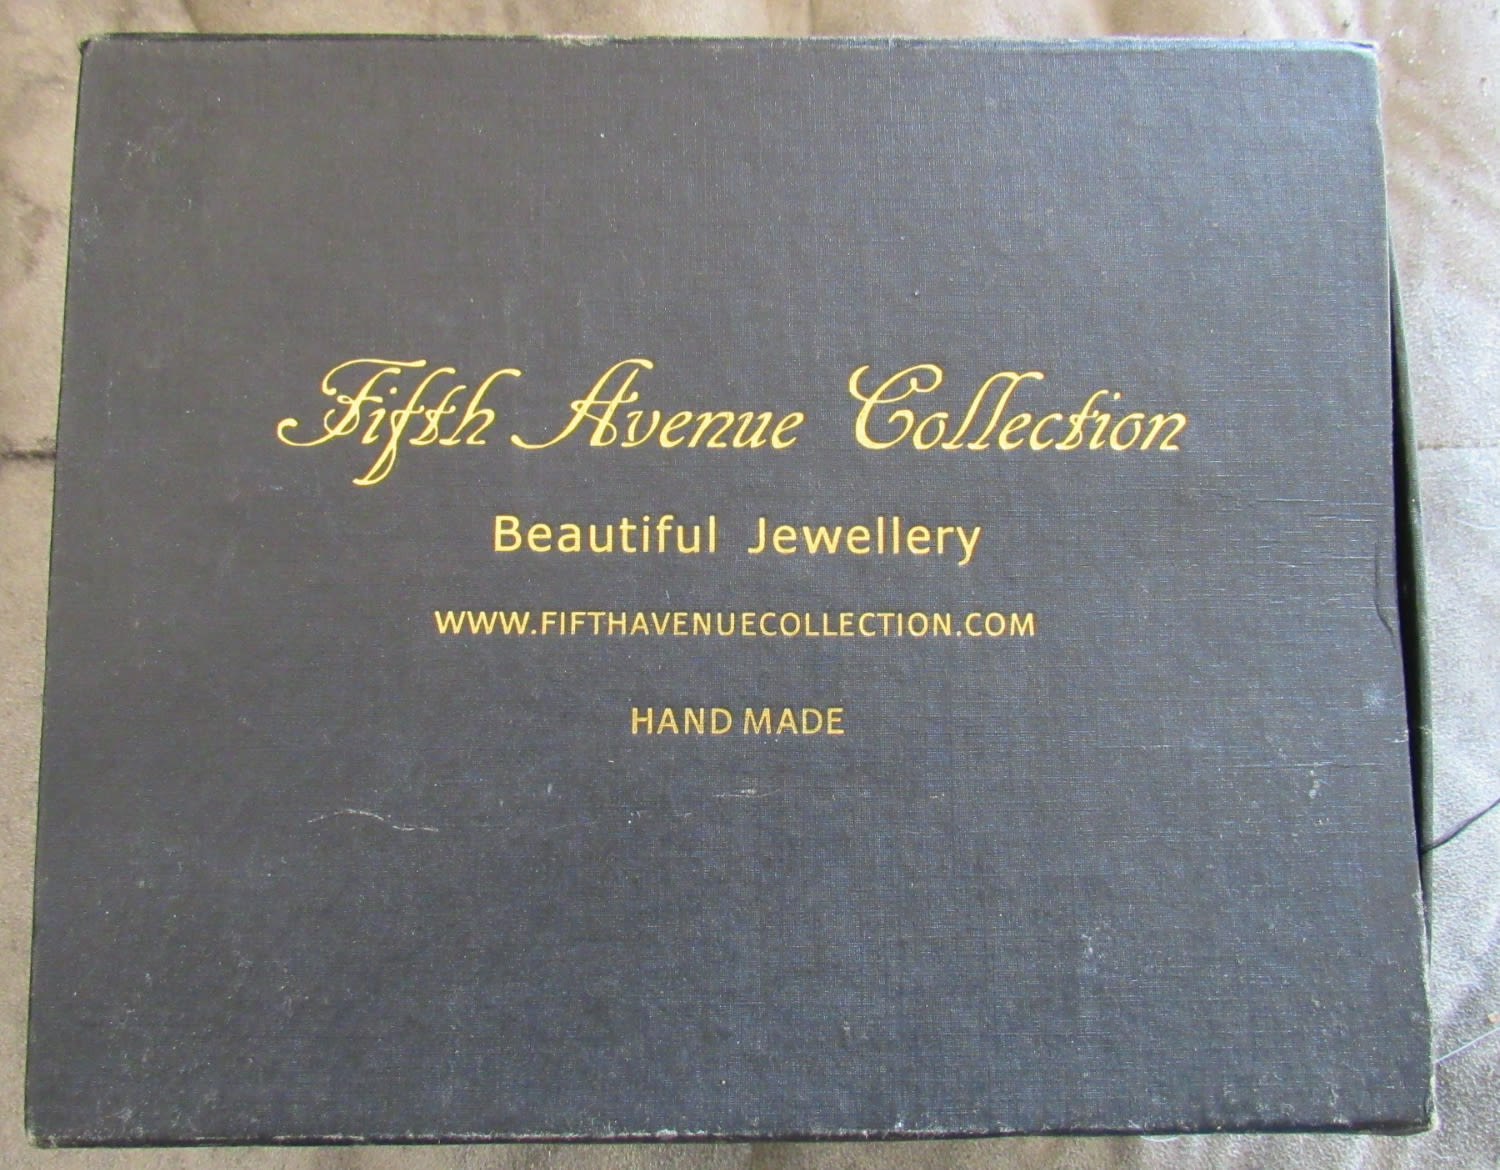 Fifth Avenue Collection
Beautiful Jewellery
WWW.FIFTHAVENUECOLLECTION.COM
HAND MADE